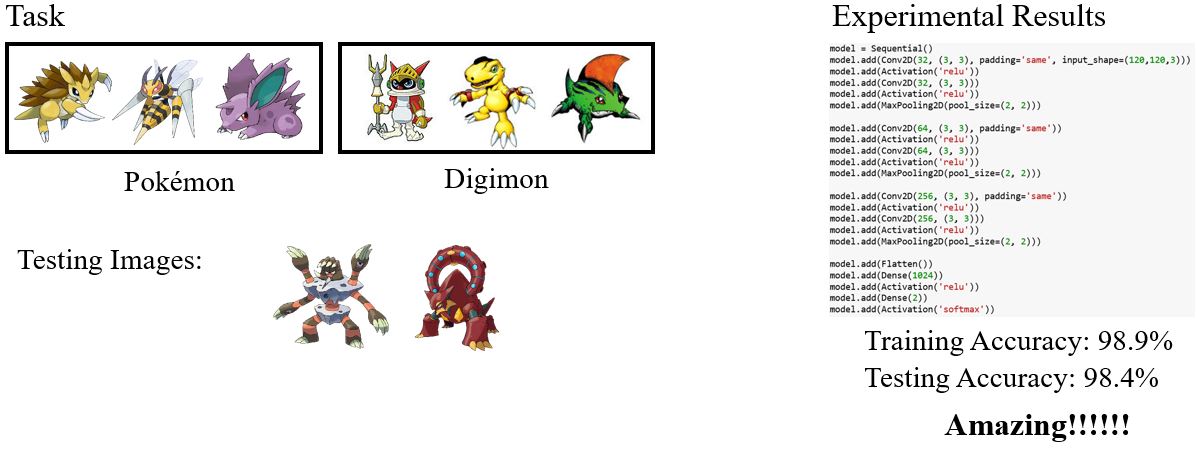 Task
Pokémon
Digimon
Testing Images:
Experimental Results
model = Sequential()
model.add(Conv2D(32, (3, 3), padding='same', input_shape=(120,120,3)))
model.add(Activation('relu'))
model.add(Conv2D(32, (3, 3)))
model.add(Activation('relu'))
model.add(MaxPooling2D(pool_size=(2, 2)))
model.add(Conv2D(64, (3, 3), padding='same'))
model.add(Activation('relu'))
model.add(Conv2D(64, (3, 3)))
model.add(Activation('relu'))
model.add(MaxPooling2D(pool_size=(2, 2)))
model.add(Conv2D(256, (3, 3), padding='same'))
model.add(Activation('relu'))
model.add(Conv2D(256, (3, 3)))
model.add(Activation('relu'))
model.add(MaxPooling2D(pool_size=(2, 2)))
model.add(Flatten())
model.add(Dense(1024))
model.add(Activation('relu'))
model.add(Dense(2))
model.add(Activation('softmax'))
Training Accuracy: 98.9%
Testing Accuracy: 98.4%
Amazing!!!!!!